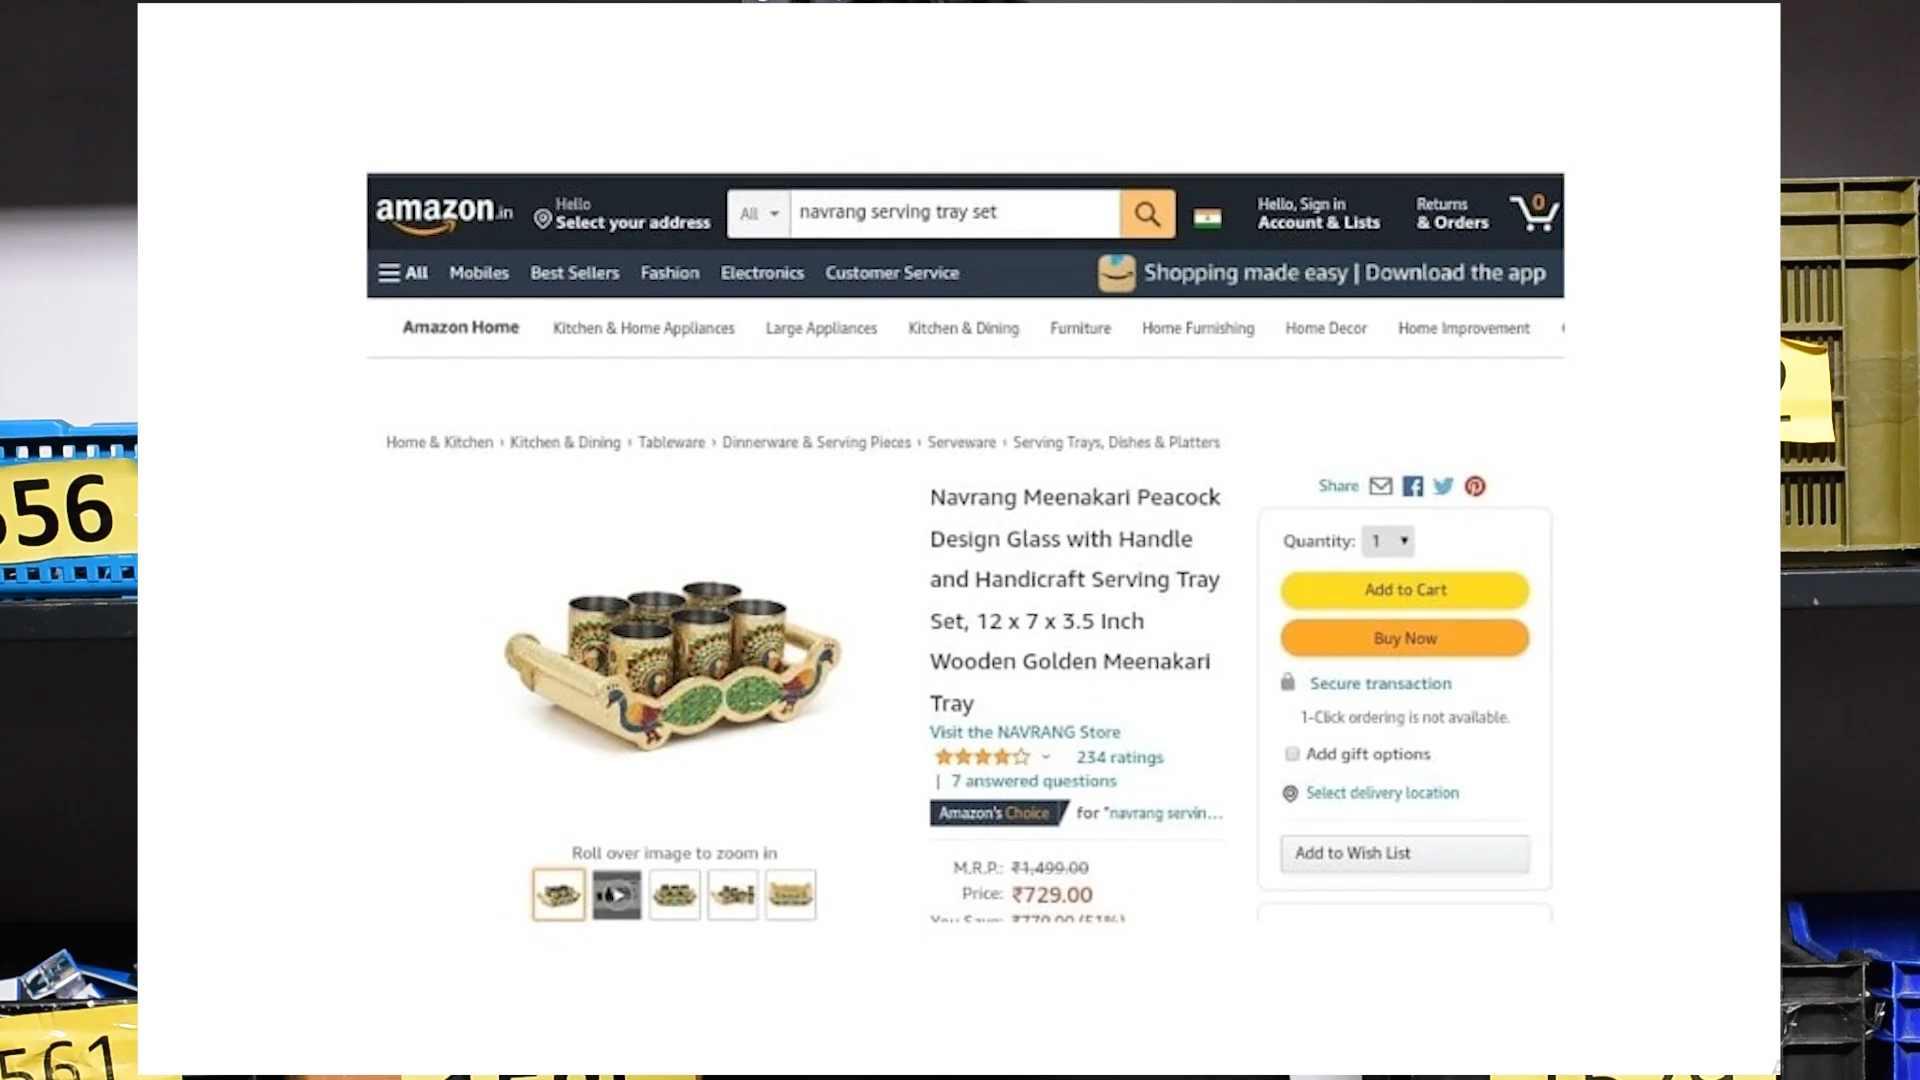 amazon.in
Hello
Select your address
All
navrang serving tray set
Hello, Sign in
Account & Lists
Returns
& Orders
0
All Mobiles Best Sellers Fashion Electronics Customer Service
Shopping made easy | Download the app
Amazon Home Kitchen & Home Appliances Large Appliances Kitchen & Dining Furniture Home Furnishing Home Decor Home Improvement
Home & Kitchen › Kitchen & Dining › Tableware › Dinnerware & Serving Pieces › Serveware › Serving Trays, Dishes & Platters
Navrang Meenakari Peacock
Design Glass with Handle
and Handicraft Serving Tray
Set, 12 x 7 x 3.5 Inch
Wooden Golden Meenakari
Tray
Visit the NAVRANG Store
234 ratings
| 7 answered questions
Amazon's Choice for "navrang servin...
M.R.P.: ₹1,499.00
Price: ₹729.00
You Save: ₹770.00 (51%)
Roll over image to zoom in
Share
Quantity: 1
Add to Cart
Buy Now
Secure transaction
1-Click ordering is not available.
Add gift options
Select delivery location
Add to Wish List
56
561